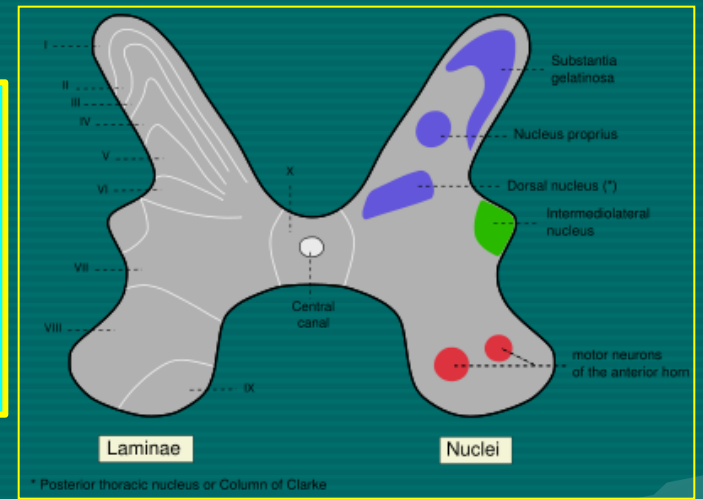 I
II
III
IV
V
VI
VII
VIII
IX
X
Central
canal
Substantia
gelatinosa
Nucleus proprius
Dorsal nucleus (*)
Intermediolateral
nucleus
motor neurons
of the anterior horn
Laminae
Nuclei
* Posterior thoracic nucleus or Column of Clarke